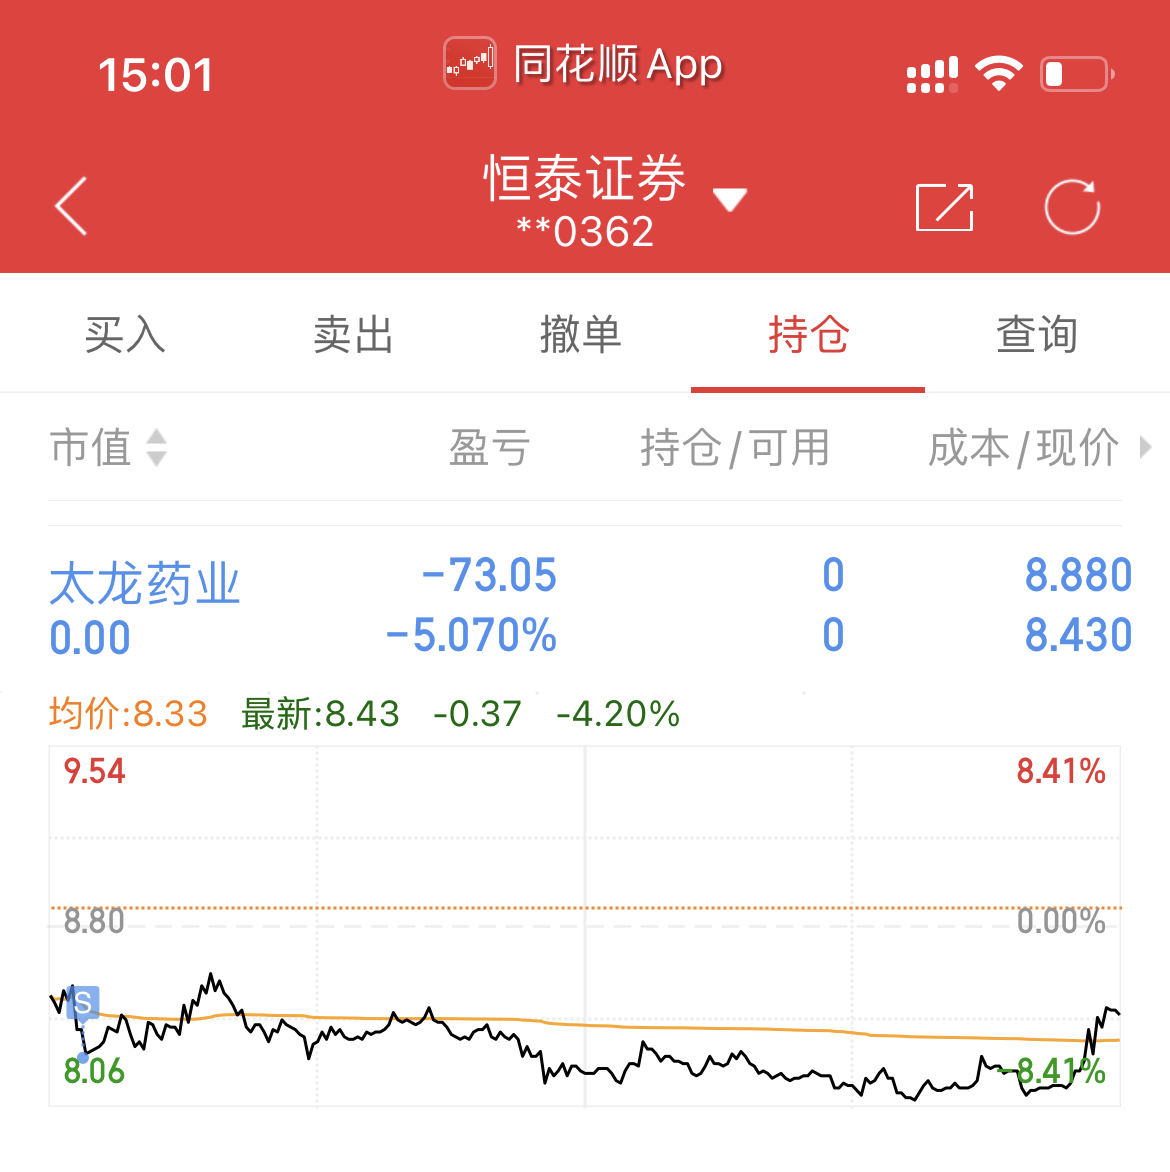 15:01
同花顺App
恒泰证券
**0362
买入 卖出 撤单 持仓 查询
市值 盈亏 持仓/可用 成本/现价
太龙药业 -73.05 0 8.880
0.00 -5.070% 0 8.430
均价:8.33 最新:8.43 -0.37 -4.20%
9.54 8.41%
8.80 0.00%
S
8.06 -8.41%